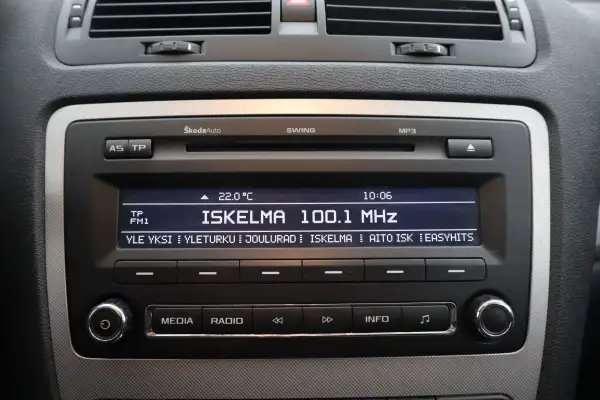 ŠkodaAuto SWING MP3
AS TP
22.0 °C 10:06
TP
FM1
ISKELMA 100.1 MHz
YLE YKSI YLETURKU JOULURAD ISKELMA AITO ISK EASYHITS
MEDIA RADIO INFO